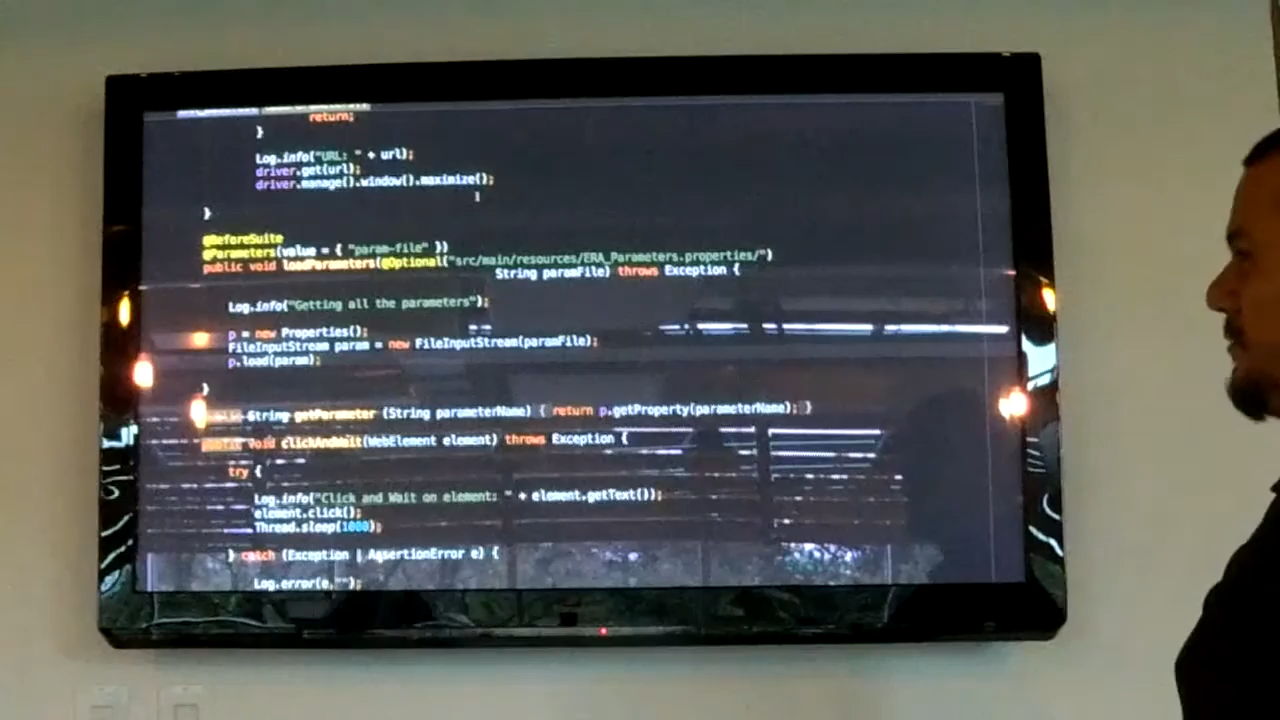 return;
}
Log.info("URL: " + url);
driver.get(url);
driver.manage().window().maximize();
}
@BeforeSuite
@Parameters(value = { "param-file" })
public void loadParameters(@Optional("src/main/resources/ERA_Parameters.properties/")
String paramFile) throws Exception {
Log.info("Getting all the parameters");
p = new Properties();
FileInputStream param = new FileInputStream(paramFile);
p.load(param);
}
String getParameter (String parameterName) { return p.getProperty(parameterName); }
public void clickAndWait(WebElement element) throws Exception {
try {
Log.info("Click and Wait on element: " + element.getText());
element.click();
Thread.sleep(1000);
} catch (Exception | AssertionError e) {
Log.error(e,"");